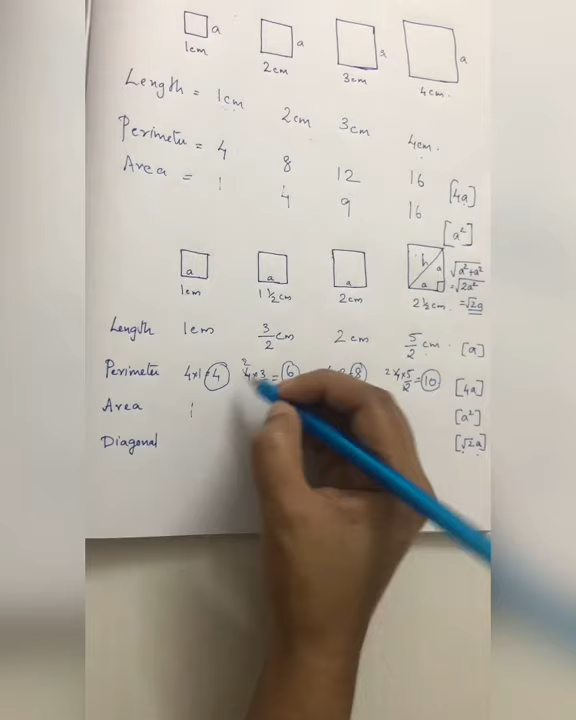 a a a a
1cm 2cm 3cm 4cm.
Length = 1cm 2cm 3cm 4cm.
Perimeter = 4 8 12 16 [4a]
Area = 1 4 9 16 [a²]
a a a h a a
1cm 1½cm 2cm 2½cm
√a²+a²
=√2a²
=√2a
Length 1cm 3/2 cm 2cm 5/2 cm. [a]
Perimeter 4×1=4 =6 =8 2 4×5/2=10 [4a]
Area 1 [a²]
Diagonal [√2a]